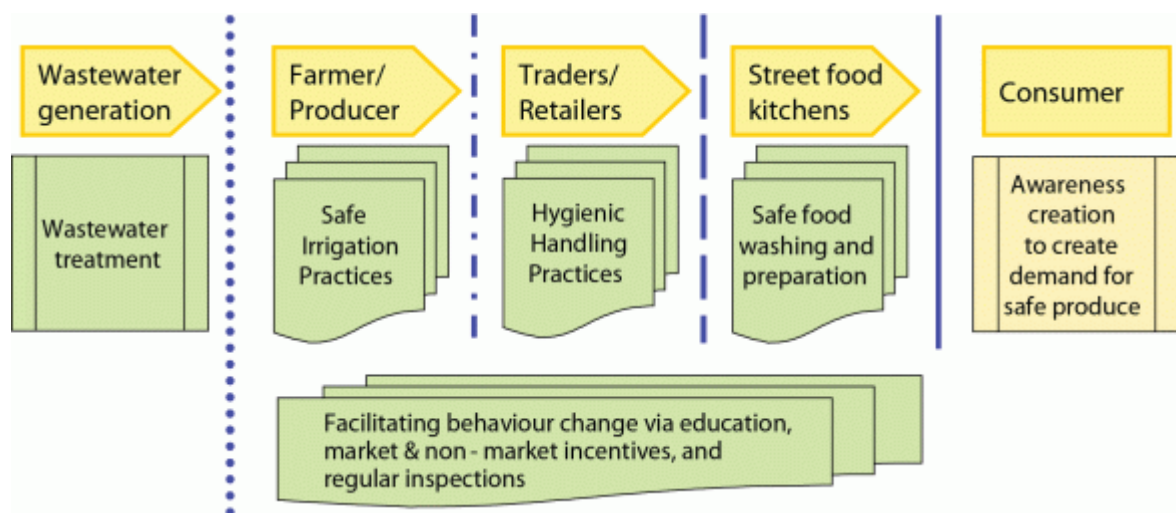 Wastewater
generation
Farmer/
Producer
Traders/
Retailers
Street food
kitchens
Consumer
Wastewater
treatment
Safe
Irrigation
Practices
Hygienic
Handling
Practices
Safe food
washing and
preparation
Awareness
creation
to create
demand for
safe produce
Facilitating behaviour change via education,
market & non - market incentives, and
regular inspections